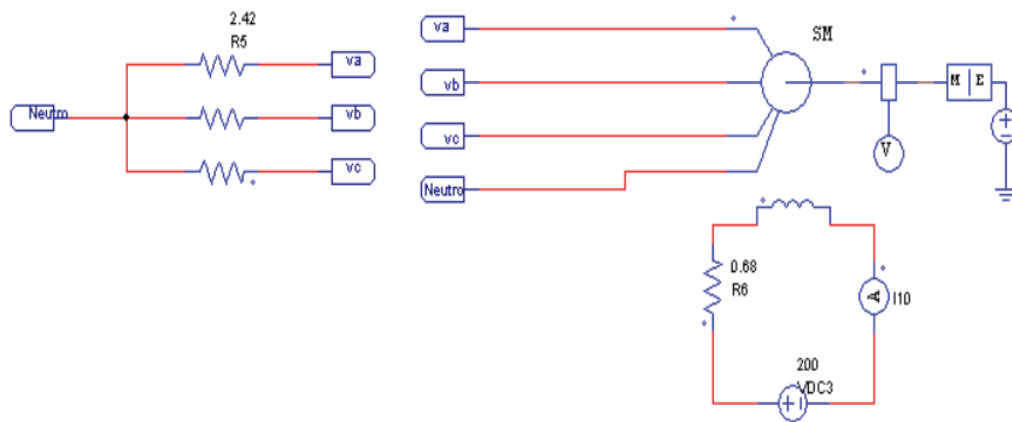 2.42
R5
va
Neutro
vb
vc
va
vb
vc
Neutro
SM
M E
V
0.68
R6
A
I10
200
VDC3